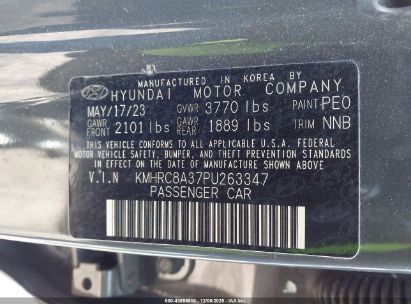 MANUFACTURED IN KOREA BY
HYUNDAI MOTOR COMPANY
MAY/17/23 GVWR 3770 lbs PAINT PE0
GAWR FRONT 2101 lbs GAWR REAR 1889 lbs TRIM NNB
THIS VEHICLE CONFORMS TO ALL APPLICABLE U.S.A. FEDERAL
MOTOR VEHICLE SAFETY, BUMPER, AND THEFT PREVENTION
STANDARDS IN EFFECT ON THE DATE OF MANUFACTURE SHOWN ABOVE.
V.I.N KMHRC8A37PU263347
PASSENGER CAR